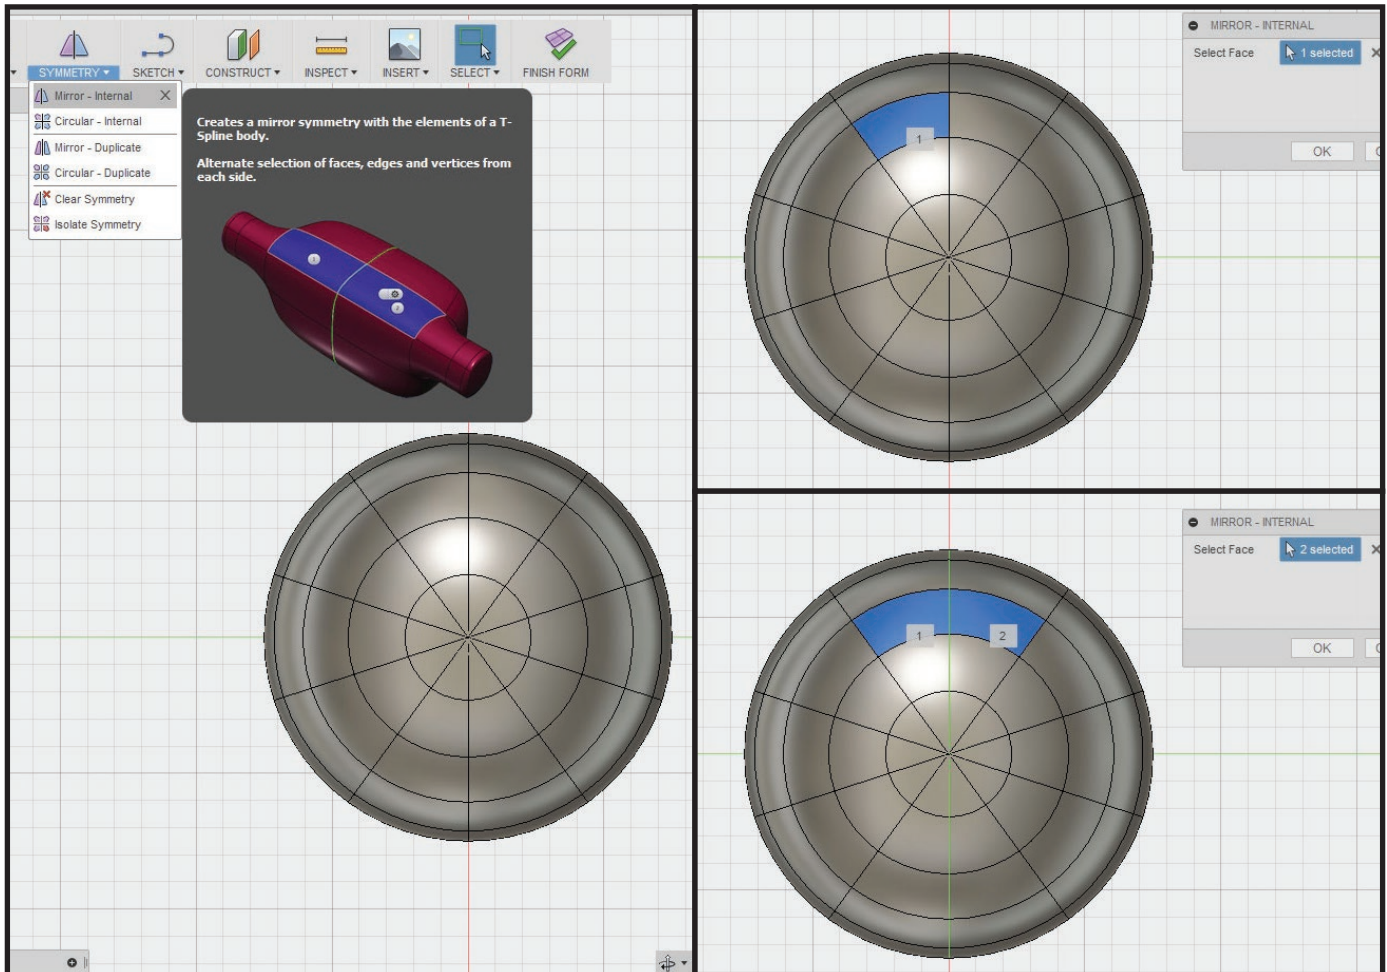 SYMMETRY SKETCH CONSTRUCT INSPECT INSERT SELECT FINISH FORM
Mirror - Internal
Circular - Internal
Mirror - Duplicate
Circular - Duplicate
Clear Symmetry
Isolate Symmetry
Creates a mirror symmetry with the elements of a T-
Spline body.
Alternate selection of faces, edges and vertices from
each side.
1
2
MIRROR - INTERNAL
Select Face 1 selected
OK
1
MIRROR - INTERNAL
Select Face 2 selected
OK
1 2